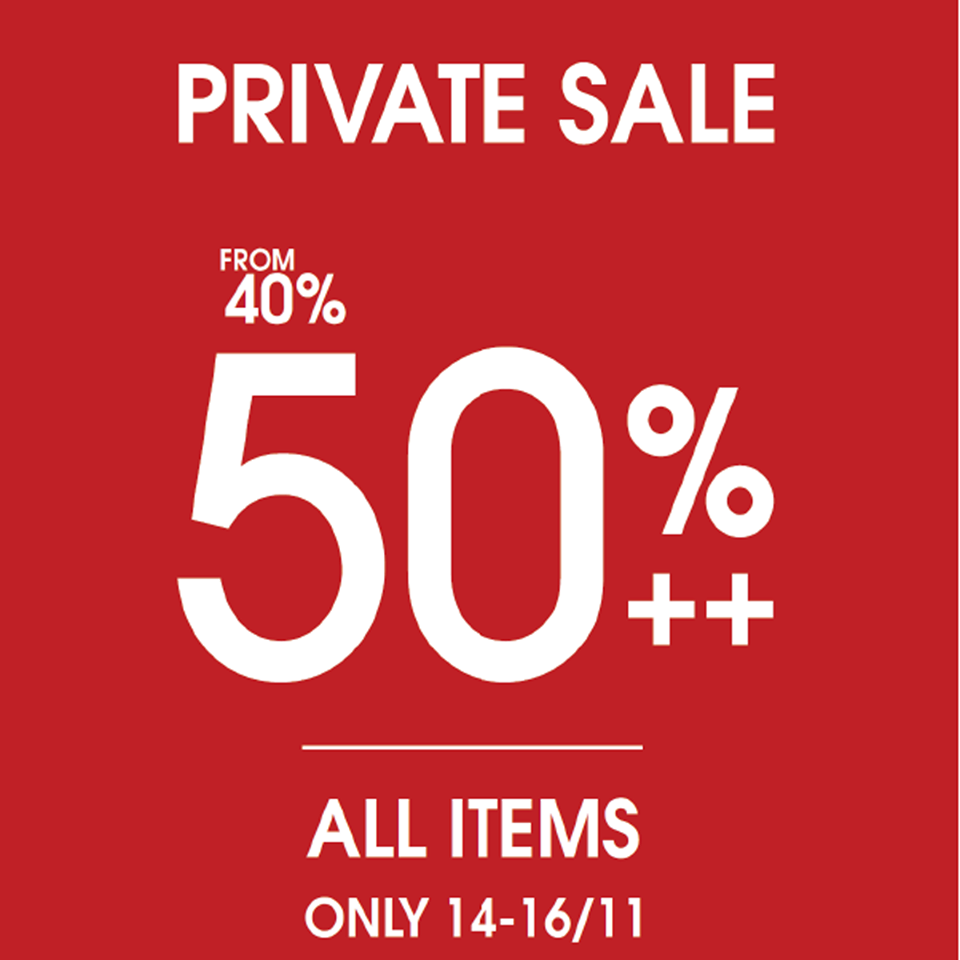 PRIVATE SALE
FROM
40%
50%
++
ALL ITEMS
ONLY 14-16/11